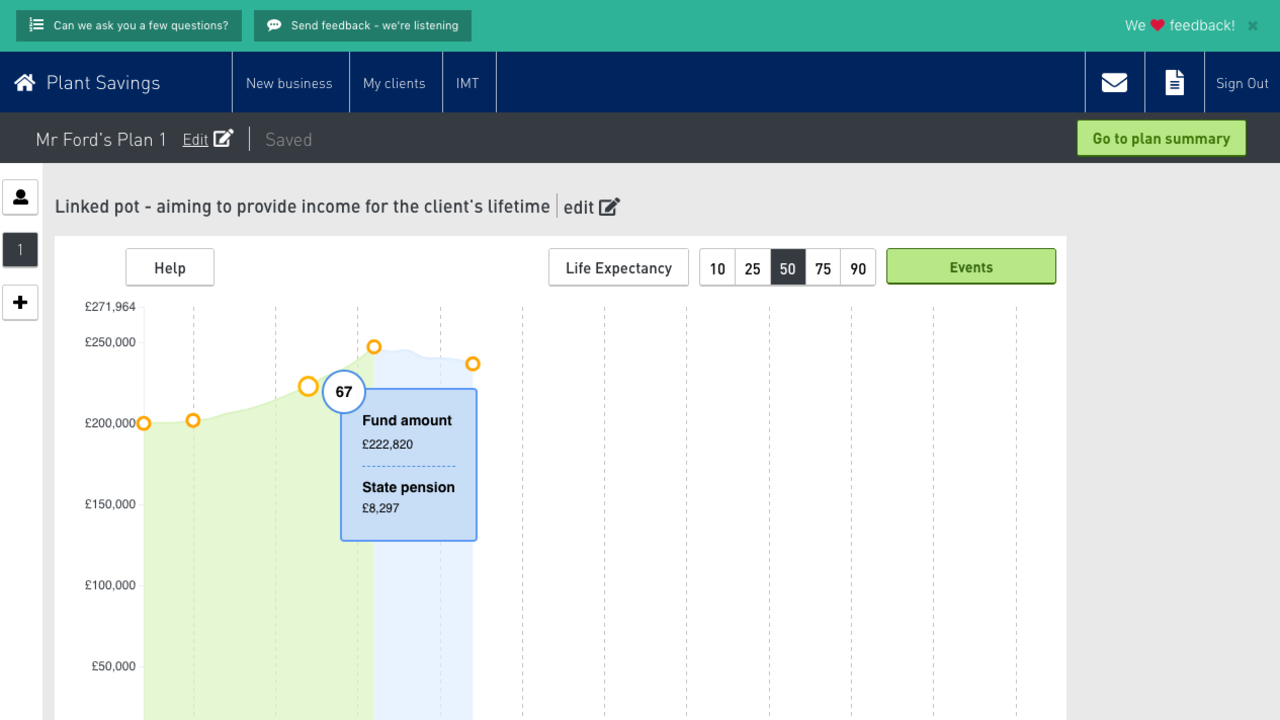 Can we ask you a few questions? Send feedback - we're listening We feedback!
Plant Savings New business My clients IMT Sign Out
Mr Ford's Plan 1 Edit Saved Go to plan summary
Linked pot - aiming to provide income for the client's lifetime edit
1
Help Life Expectancy 10 25 50 75 90 Events
£271,964
£250,000
67
£200,000
Fund amount
£222,820
State pension
£8,297
£150,000
£100,000
£50,000